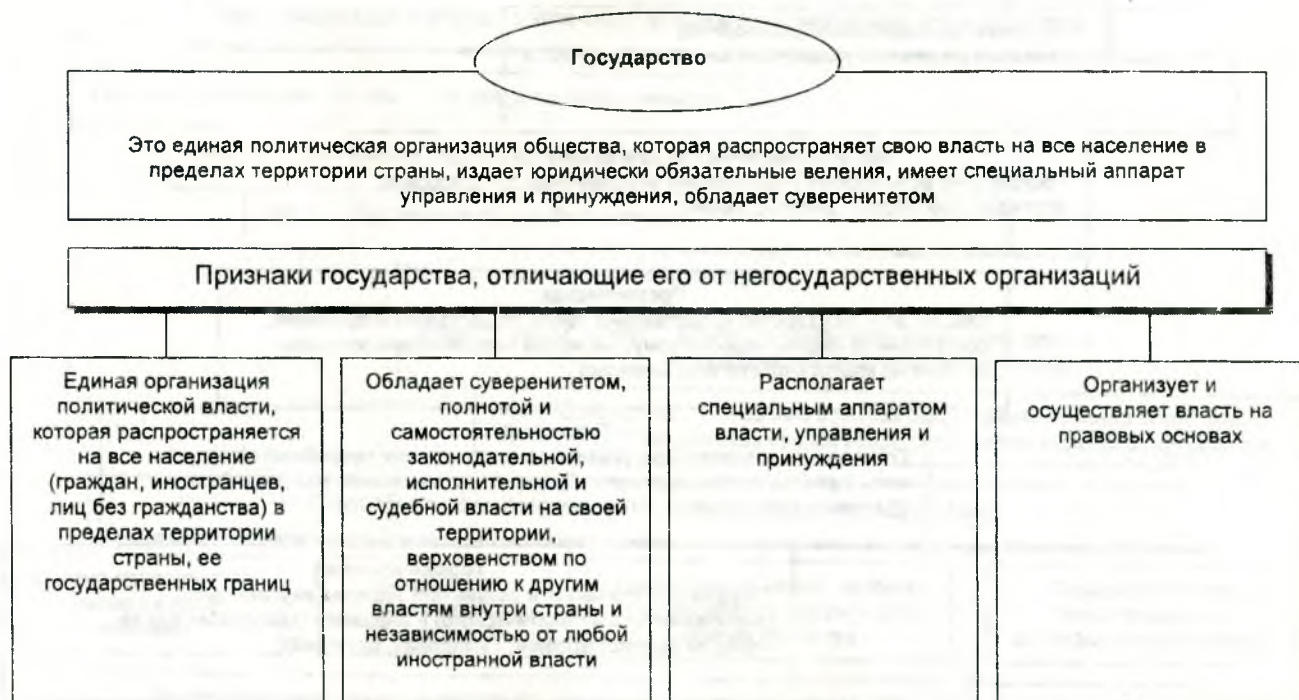 Государство
Это единая политическая организация общества, которая распространяет свою власть на все население в
пределах территории страны, издает юридически обязательные веления, имеет специальный аппарат
управления и принуждения, обладает суверенитетом
Признаки государства, отличающие его от негосударственных организаций
Единая организация
политической власти,
которая распространяется
на все население
(граждан, иностранцев,
лиц без гражданства) в
пределах территории
страны, ее
государственных границ
Обладает суверенитетом,
полнотой и
самостоятельностью
законодательной,
исполнительной и
судебной власти на своей
территории,
верховенством по
отношению к другим
властям внутри страны и
независимостью от любой
иностранной власти
Располагает
специальным аппаратом
власти, управления и
принуждения
Организует и
осуществляет власть на
правовых основах